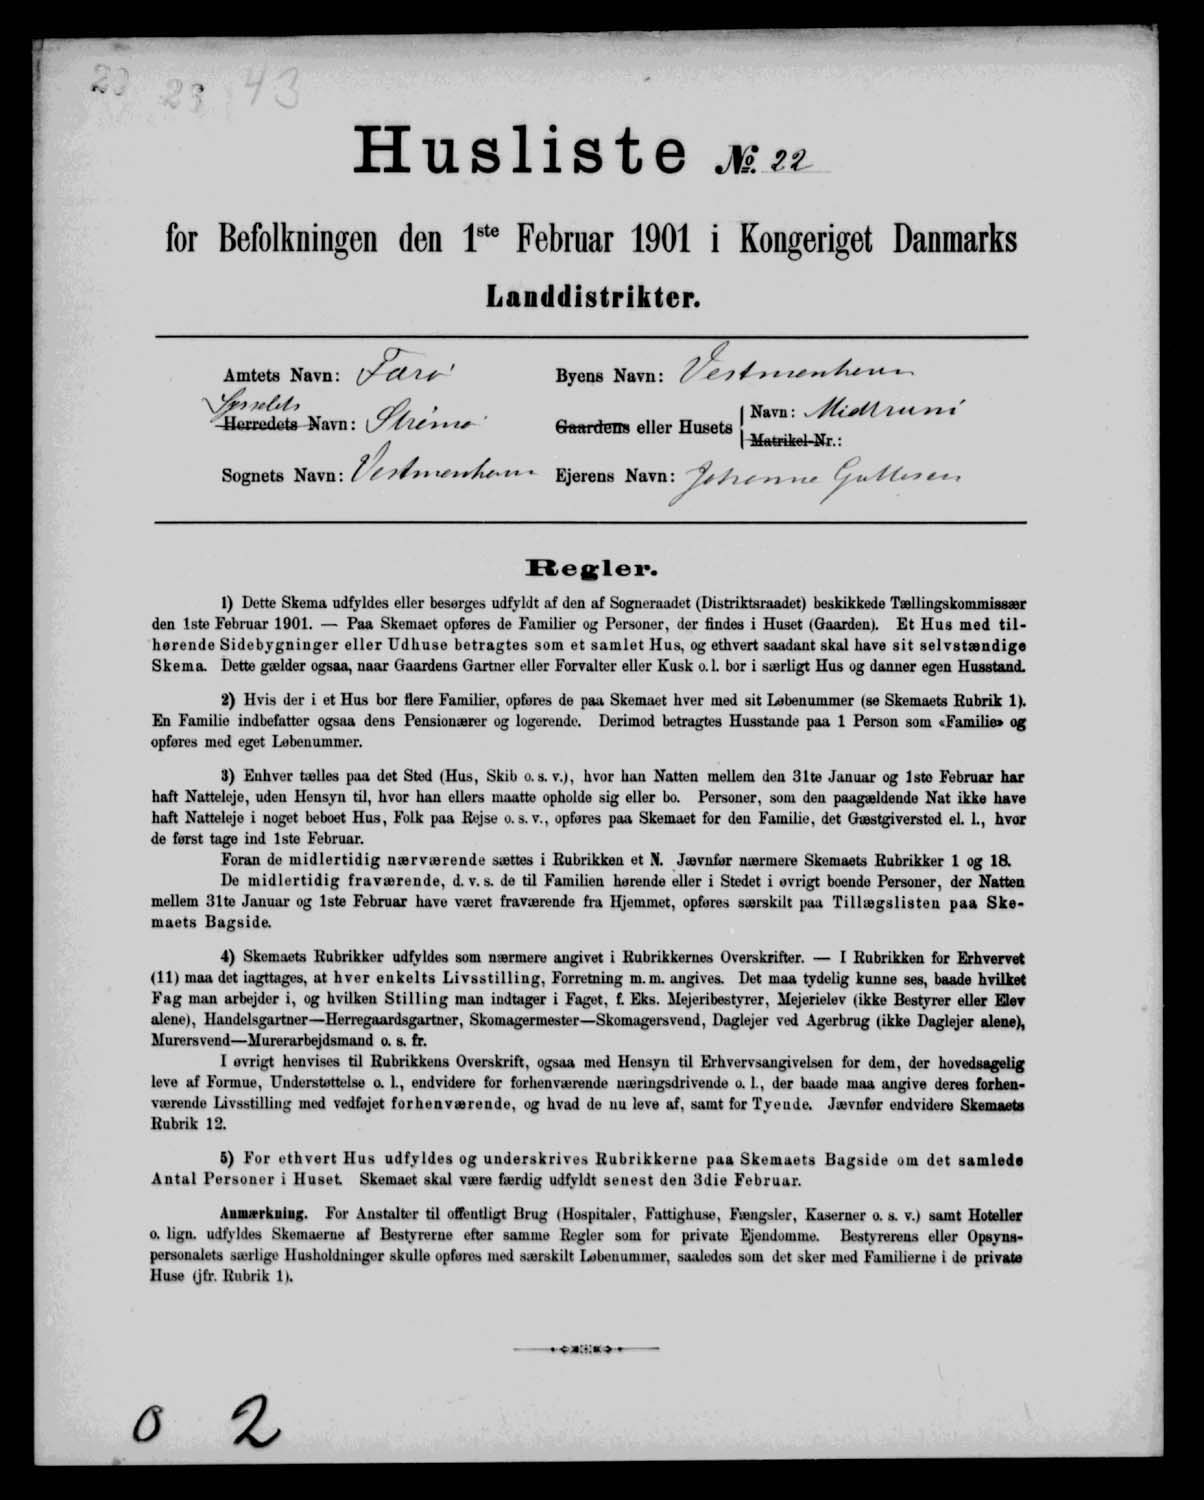 23 23 43
Husliste No. 22
for Befolkningen den 1ste Februar 1901 i Kongeriget Danmarks
Landdistrikter.
Amtets Navn: Færø
Byens Navn: Vestmenhavn
Sysselets
Herredets Navn: Strömø
Gaardens eller Husets
Navn: Midtruni
Matrikel-Nr.:
Sognets Navn: Vestmenhavn
Ejerens Navn: Johanne Guttesen
Regler.
1) Dette Skema udfyldes eller besørges udfyldt af den af Sogneraadet (Distriktsraadet) beskikkede Tællingskommissær
den 1ste Februar 1901. — Paa Skemaet opføres de Familier og Personer, der findes i Huset (Gaarden). Et Hus med til-
hørende Sidebygninger eller Udhuse betragtes som et samlet Hus, og ethvert saadant skal have sit selvstændige
Skema. Dette gælder ogsaa, naar Gaardens Gartner eller Forvalter eller Kusk o. l. bor i særligt Hus og danner egen Husstand.
2) Hvis der i et Hus bor flere Familier, opføres de paa Skemaet hver med sit Løbenummer (se Skemaets Rubrik 1).
En Familie indbefatter ogsaa dens Pensionærer og logerende. Derimod betragtes Husstande paa 1 Person som «Familie» og
opføres med eget Løbenummer.
3) Enhver tælles paa det Sted (Hus, Skib o. s. v.), hvor han Natten mellem den 31te Januar og 1ste Februar har
haft Natteleje, uden Hensyn til, hvor han ellers maatte opholde sig eller bo. Personer, som den paagældende Nat ikke have
haft Natteleje i noget beboet Hus, Folk paa Rejse o. s. v., opføres paa Skemaet for den Familie, det Gæstgiversted el. l., hvor
de først tage ind 1ste Februar.
Foran de midlertidig nærværende sættes i Rubrikken et N. Jævnfør nærmere Skemaets Rubrikker 1 og 18.
De midlertidig fraværende, d. v. s. de til Familien hørende eller i Stedet i øvrigt boende Personer, der Natten
mellem 31te Januar og 1ste Februar have været fraværende fra Hjemmet, opføres særskilt paa Tillægslisten paa Ske-
maets Bagside.
4) Skemaets Rubrikker udfyldes som nærmere angivet i Rubrikkernes Overskrifter. — I Rubrikken for Erhvervet
(11) maa det iagttages, at hver enkelts Livsstilling, Forretning m. m. angives. Det maa tydelig kunne ses, baade hvilket
Fag man arbejder i, og hvilken Stilling man indtager i Faget, f. Eks. Mejeribestyrer, Mejerielev (ikke Bestyrer eller Elev
alene), Handelsgartner—Herregaardsgartner, Skomagermester—Skomagersvend, Daglejer ved Agerbrug (ikke Daglejer alene),
Murersvend—Murerarbejdsmand o. s. fr.
I øvrigt henvises til Rubrikkens Overskrift, ogsaa med Hensyn til Erhvervsangivelsen for dem, der hovedsagelig
leve af Formue, Understøttelse o. l., endvidere for forhenværende næringsdrivende o. l., der baade maa angive deres forhen-
værende Livsstilling med vedføjet forhenværende, og hvad de nu leve af, samt for Tyende. Jævnfør endvidere Skemaets
Rubrik 12.
5) For ethvert Hus udfyldes og underskrives Rubrikkerne paa Skemaets Bagside om det samlede
Antal Personer i Huset. Skemaet skal være færdig udfyldt senest den 3die Februar.
Anmærkning. For Anstalter til offentligt Brug (Hospitaler, Fattighuse, Fængsler, Kaserner o. s. v.) samt Hoteller
o. lign. udfyldes Skemaerne af Bestyrerne efter samme Regler som for private Ejendomme. Bestyrerens eller Opsyns-
personalets særlige Husholdninger skulle opføres med særskilt Løbenummer, saaledes som det sker med Familierne i de private
Huse (jfr. Rubrik 1).
0 2